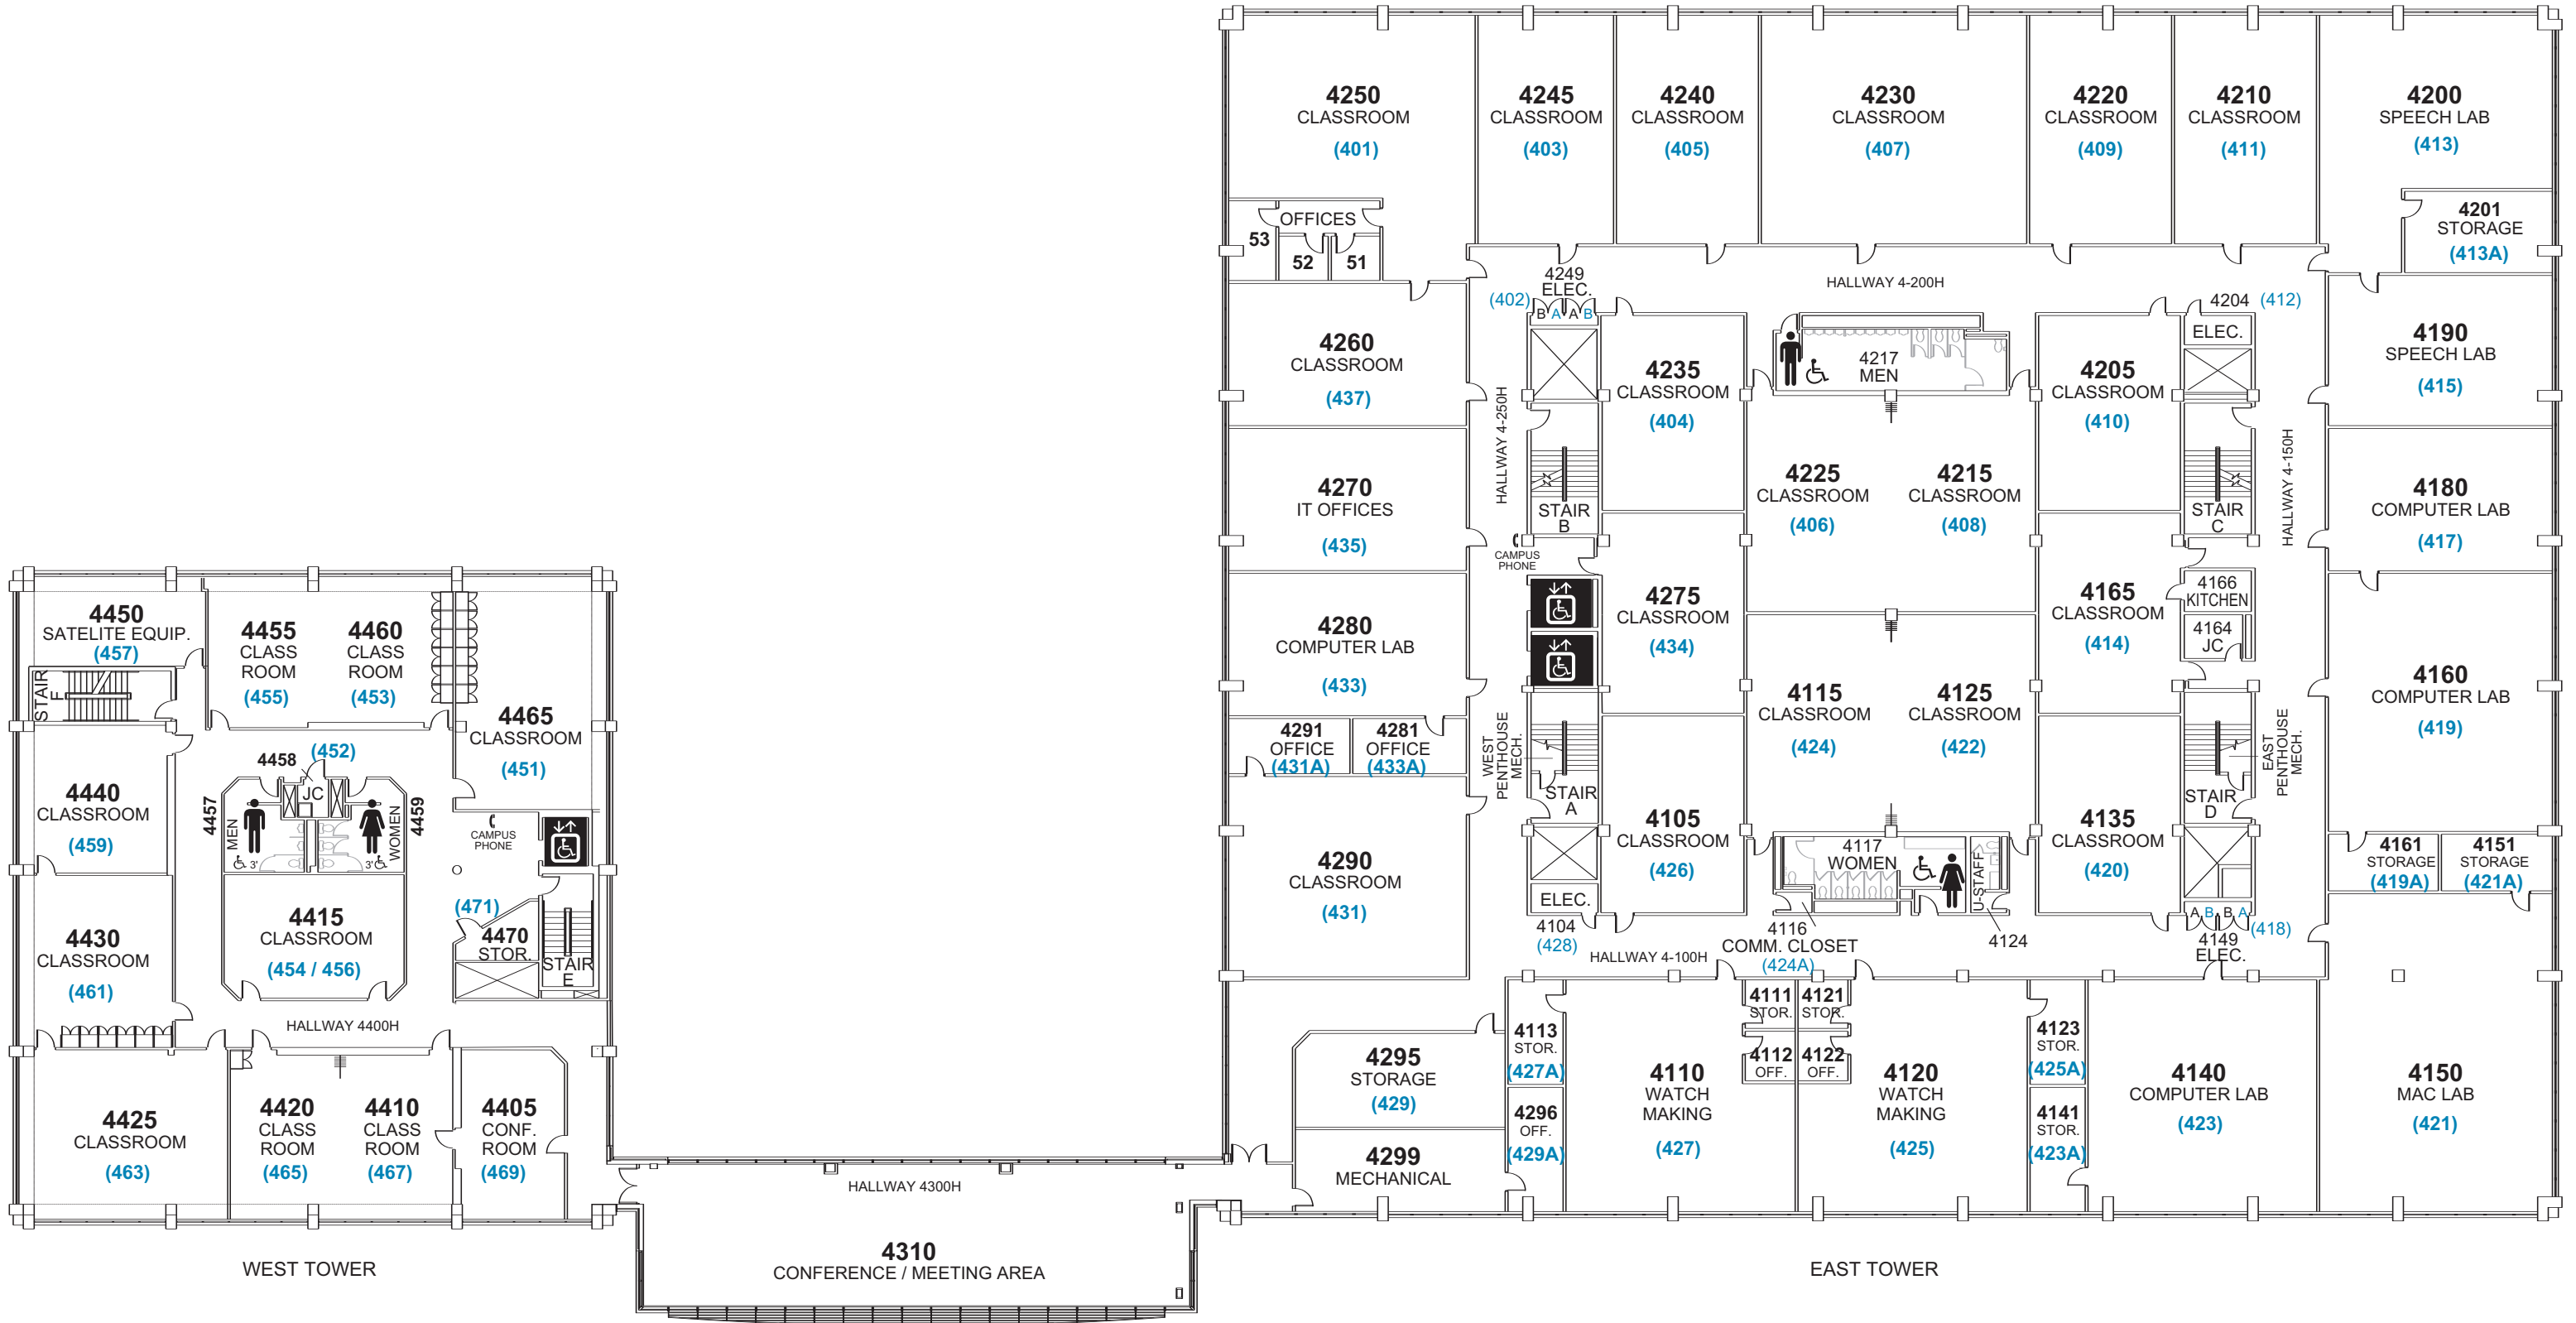 4250
CLASSROOM
(401)
4245
CLASSROOM
(403)
4240
CLASSROOM
(405)
4230
CLASSROOM
(407)
4220
CLASSROOM
(409)
4210
CLASSROOM
(411)
4200
SPEECH LAB
(413)
4201
STORAGE
(413A)
OFFICES
53
52
51
4249
ELEC.
(402)
B A A B
HALLWAY 4-200H
4204 (412)
ELEC.
4260
CLASSROOM
(437)
4235
CLASSROOM
(404)
4217
MEN
4205
CLASSROOM
(410)
4190
SPEECH LAB
(415)
HALLWAY 4-250H
HALLWAY 4-150H
4270
IT OFFICES
(435)
STAIR
B
4225
CLASSROOM
(406)
4215
CLASSROOM
(408)
STAIR
C
4180
COMPUTER LAB
(417)
CAMPUS
PHONE
4280
COMPUTER LAB
(433)
4275
CLASSROOM
(434)
4165
CLASSROOM
(414)
4166
KITCHEN
4164
JC
4160
COMPUTER LAB
(419)
4291
OFFICE
(431A)
4281
OFFICE
(433A)
WEST
PENTHOUSE
MECH.
STAIR
A
4115
CLASSROOM
(424)
4125
CLASSROOM
(422)
STAIR
D
EAST
PENTHOUSE
MECH.
4290
CLASSROOM
(431)
4105
CLASSROOM
(426)
4117
WOMEN
U-STAFF
4135
CLASSROOM
(420)
4161
STORAGE
(419A)
4151
STORAGE
(421A)
ELEC.
4104
(428)
4116
COMM. CLOSET
(424A)
4124
A B B A
(418)
4149
ELEC.
HALLWAY 4-100H
4295
STORAGE
(429)
4299
MECHANICAL
4113
STOR.
(427A)
4296
OFF.
(429A)
4110
WATCH
MAKING
(427)
4111
STOR.
4112
OFF.
4121
STOR.
4122
OFF.
4120
WATCH
MAKING
(425)
4123
STOR.
(425A)
4141
STOR.
(423A)
4140
COMPUTER LAB
(423)
4150
MAC LAB
(421)
EAST TOWER
4450
SATELITE EQUIP.
(457)
STAIR
F
4455
CLASS
ROOM
(455)
4460
CLASS
ROOM
(453)
4465
CLASSROOM
(451)
4440
CLASSROOM
(459)
4458
(452)
JC
4457
MEN
3'
WOMEN
4459
3'
CAMPUS
PHONE
4430
CLASSROOM
(461)
4415
CLASSROOM
(454 / 456)
(471)
4470
STOR.
STAIR
E
HALLWAY 4400H
4425
CLASSROOM
(463)
4420
CLASS
ROOM
(465)
4410
CLASS
ROOM
(467)
4405
CONF.
ROOM
(469)
WEST TOWER
HALLWAY 4300H
4310
CONFERENCE / MEETING AREA